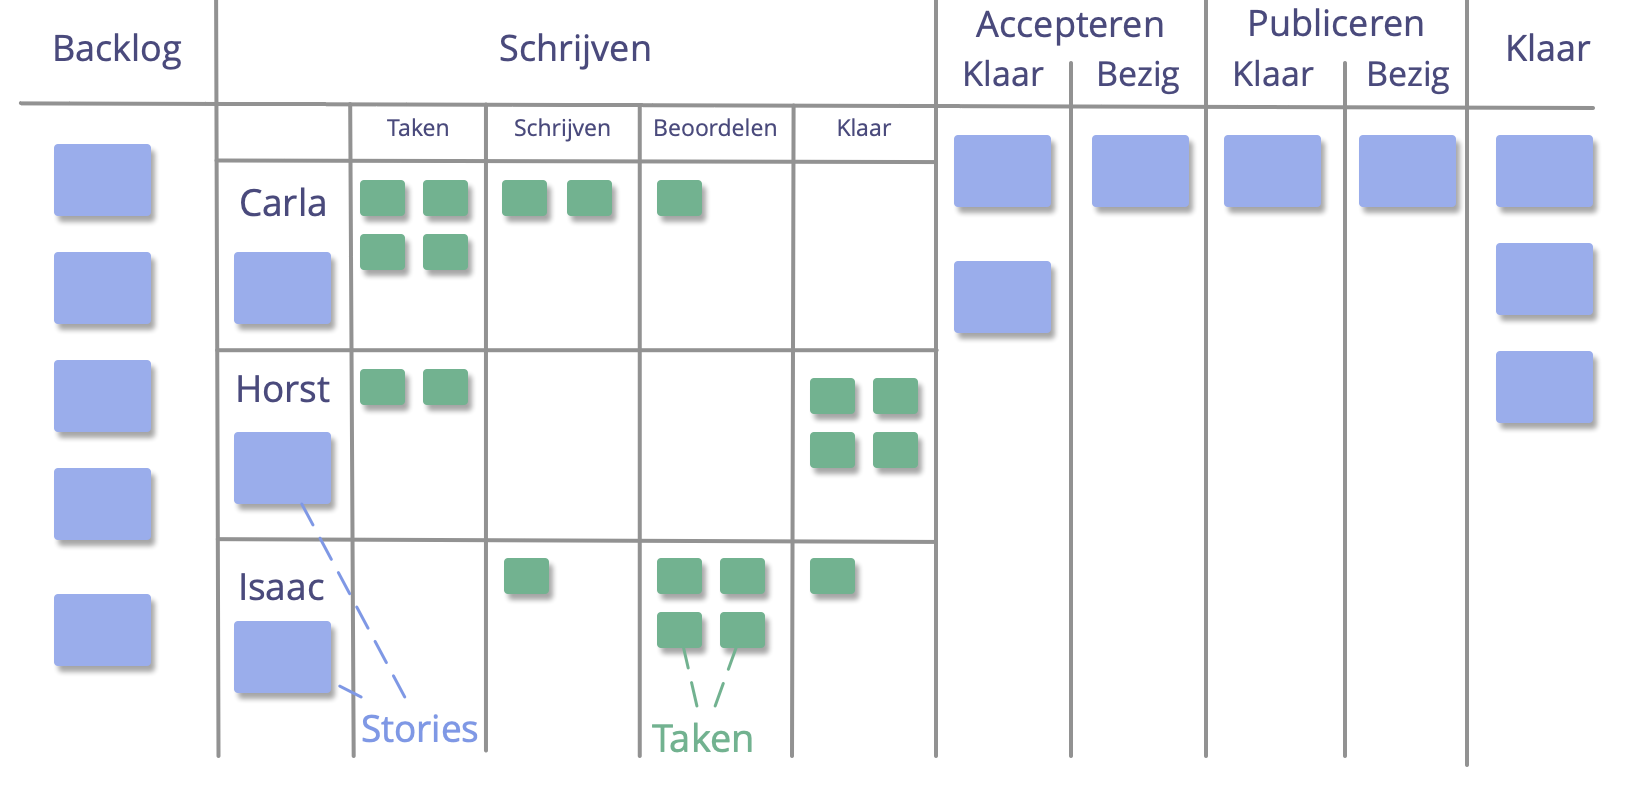 Backlog
Schrijven
Accepteren
Klaar
Bezig
Publiceren
Klaar
Bezig
Klaar
Taken
Schrijven
Beoordelen
Klaar
Carla
Horst
Isaac
Stories
Taken